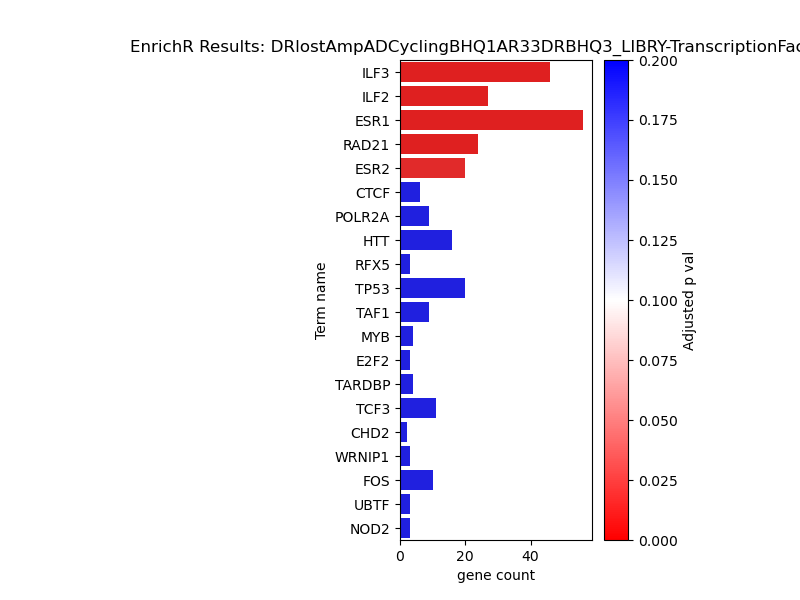 EnrichR Results: DRlostAmpADCyclingBHQ1AR33DRBHQ3_LIBRY-TranscriptionFac
ILF3
ILF2
ESR1
RAD21
ESR2
CTCF
POLR2A
HTT
RFX5
TP53
TAF1
MYB
E2F2
TARDBP
TCF3
CHD2
WRNIP1
FOS
UBTF
NOD2
Term name
0 20 40
gene count
0.200
0.175
0.150
0.125
0.100
0.075
0.050
0.025
0.000
Adjusted p val